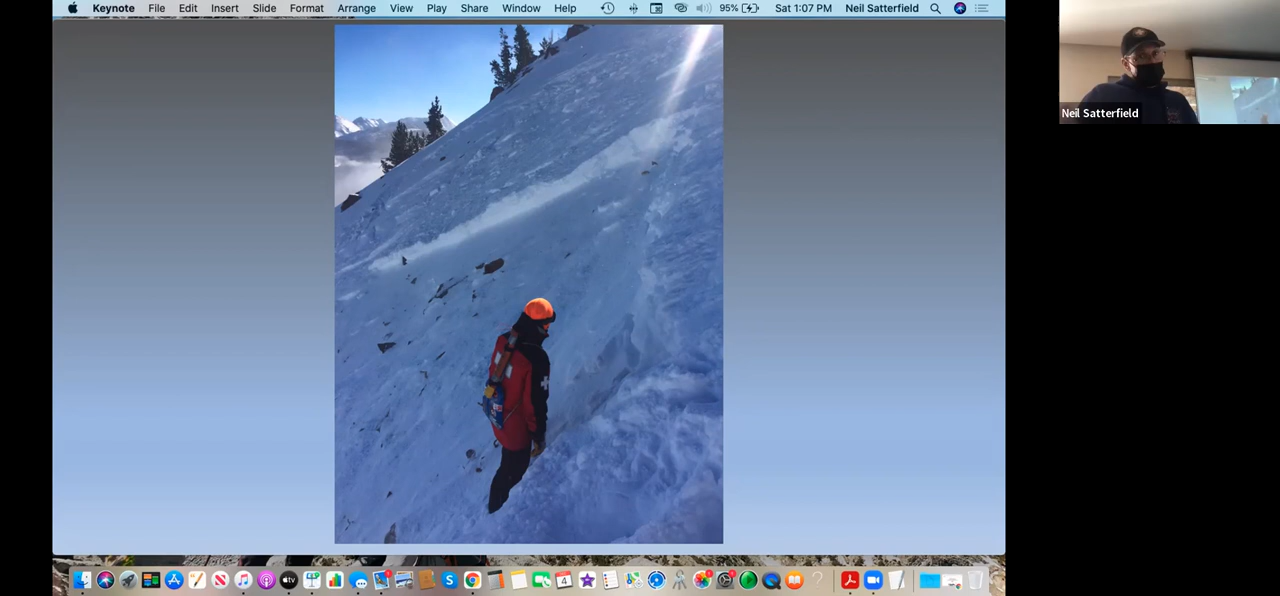 Keynote File Edit Insert Slide Format Arrange View Play Share Window Help 95% Sat 1:07 PM Neil Satterfield
Neil Satterfield
4